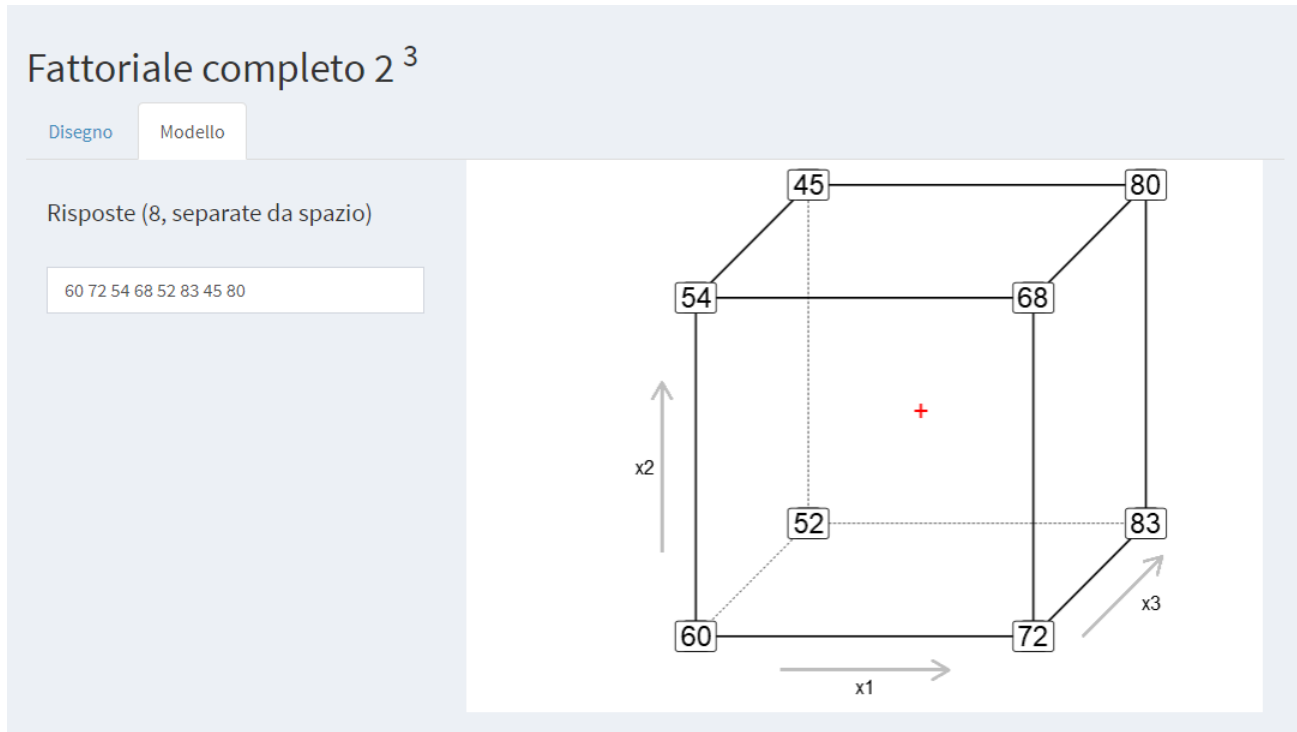 Fattoriale completo 2 3
Disegno Modello
Risposte (8, separate da spazio)
60 72 54 68 52 83 45 80
45 80
54 68
x2
52 83
x3
60 72
x1